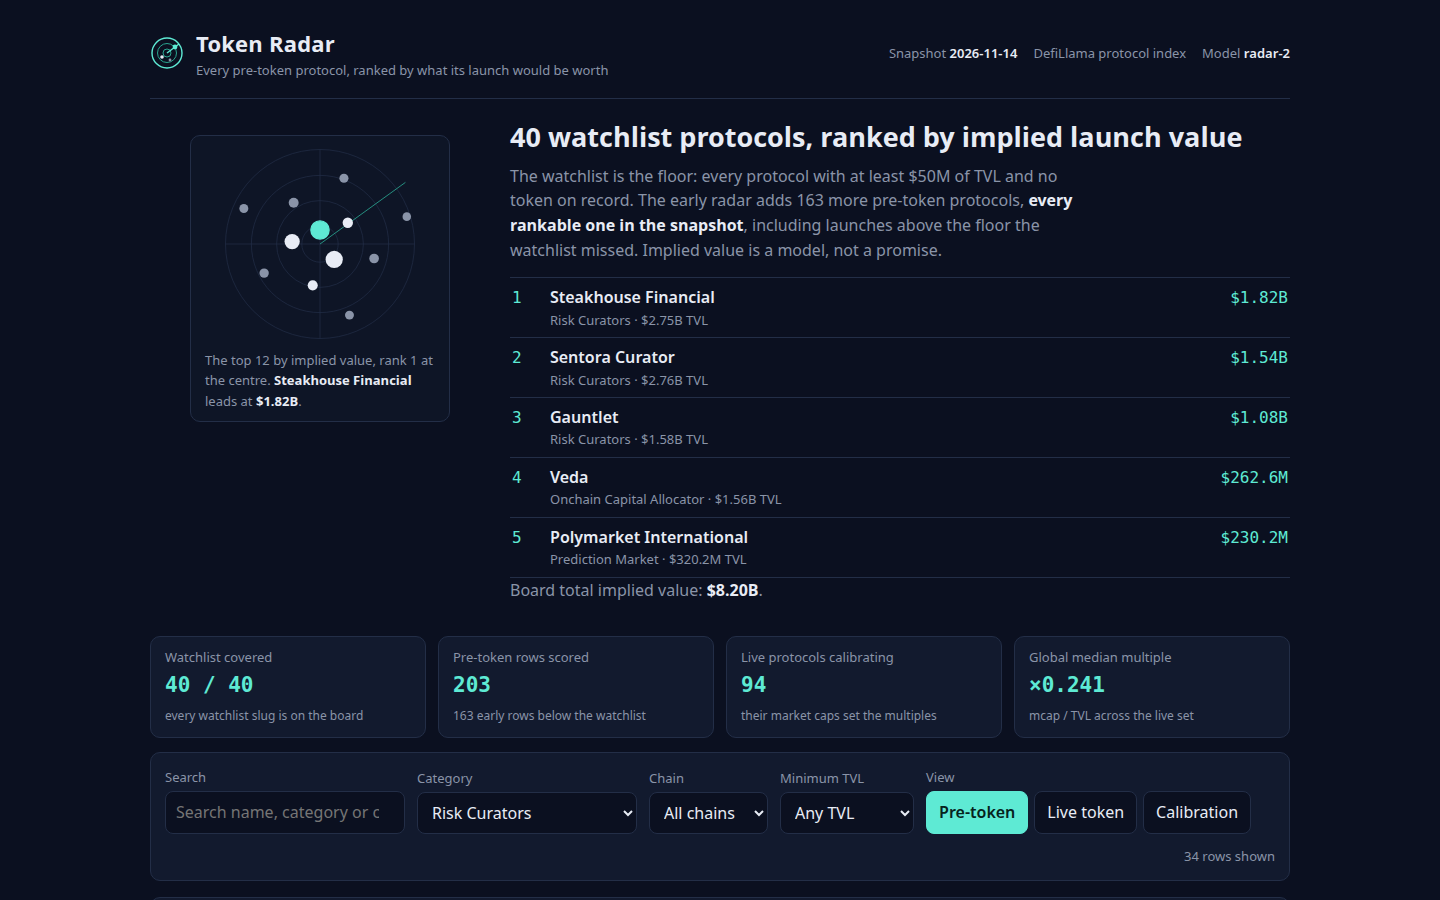 Token Radar
Every pre-token protocol, ranked by what its launch would be worth
Snapshot 2026-11-14 DefiLlama protocol index Model radar-2
The top 12 by implied value, rank 1 at
the centre. Steakhouse Financial
leads at $1.82B.
40 watchlist protocols, ranked by implied launch value
The watchlist is the floor: every protocol with at least $50M of TVL and no
token on record. The early radar adds 163 more pre-token protocols, every
rankable one in the snapshot, including launches above the floor the
watchlist missed. Implied value is a model, not a promise.
1 Steakhouse Financial $1.82B
Risk Curators · $2.75B TVL
2 Sentora Curator $1.54B
Risk Curators · $2.76B TVL
3 Gauntlet $1.08B
Risk Curators · $1.58B TVL
4 Veda $262.6M
Onchain Capital Allocator · $1.56B TVL
5 Polymarket International $230.2M
Prediction Market · $320.2M TVL
Board total implied value: $8.20B.
Watchlist covered
40 / 40
every watchlist slug is on the board
Pre-token rows scored
203
163 early rows below the watchlist
Live protocols calibrating
94
their market caps set the multiples
Global median multiple
×0.241
mcap / TVL across the live set
Search Category Chain Minimum TVL View
Search name, category or c Risk Curators All chains Any TVL Pre-token Live token Calibration
34 rows shown